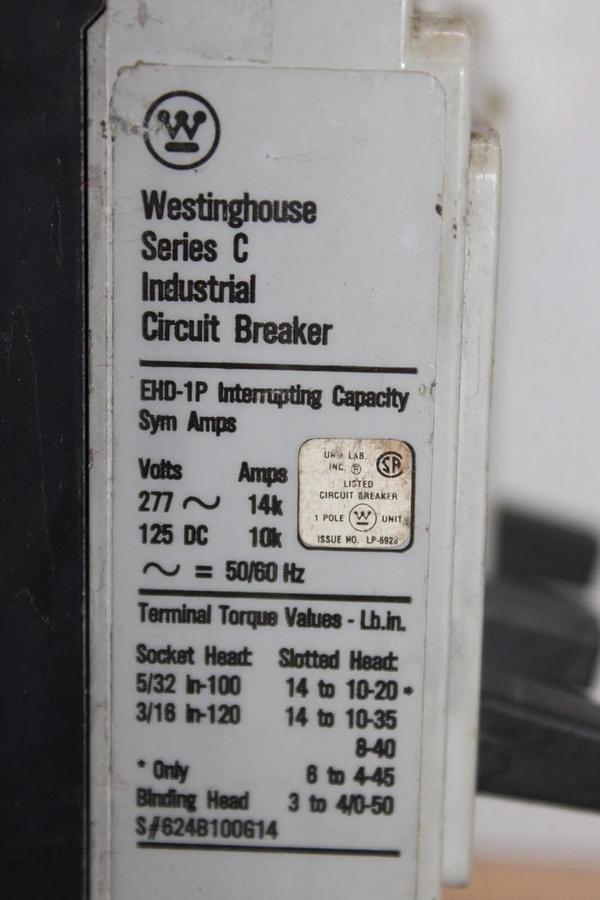 W
Westinghouse
Series C
Industrial
Circuit Breaker
EHD-1P Interrupting Capacity
Sym Amps
Volts Amps
277 ~ 14k
125 DC 10k
~ = 50/60 Hz
LAB.
INC. ®
SA
LISTED
CIRCUIT BREAKER
1 POLE W UNIT
ISSUE NO.
Terminal Torque Values - Lb.in.
Socket Head: Slotted Head:
5/32 In-100 14 to 10-20 *
3/16 In-120 14 to 10-35
8-40
* Only 6 to 4-45
Binding Head 3 to 4/0-50
S#624B100G14